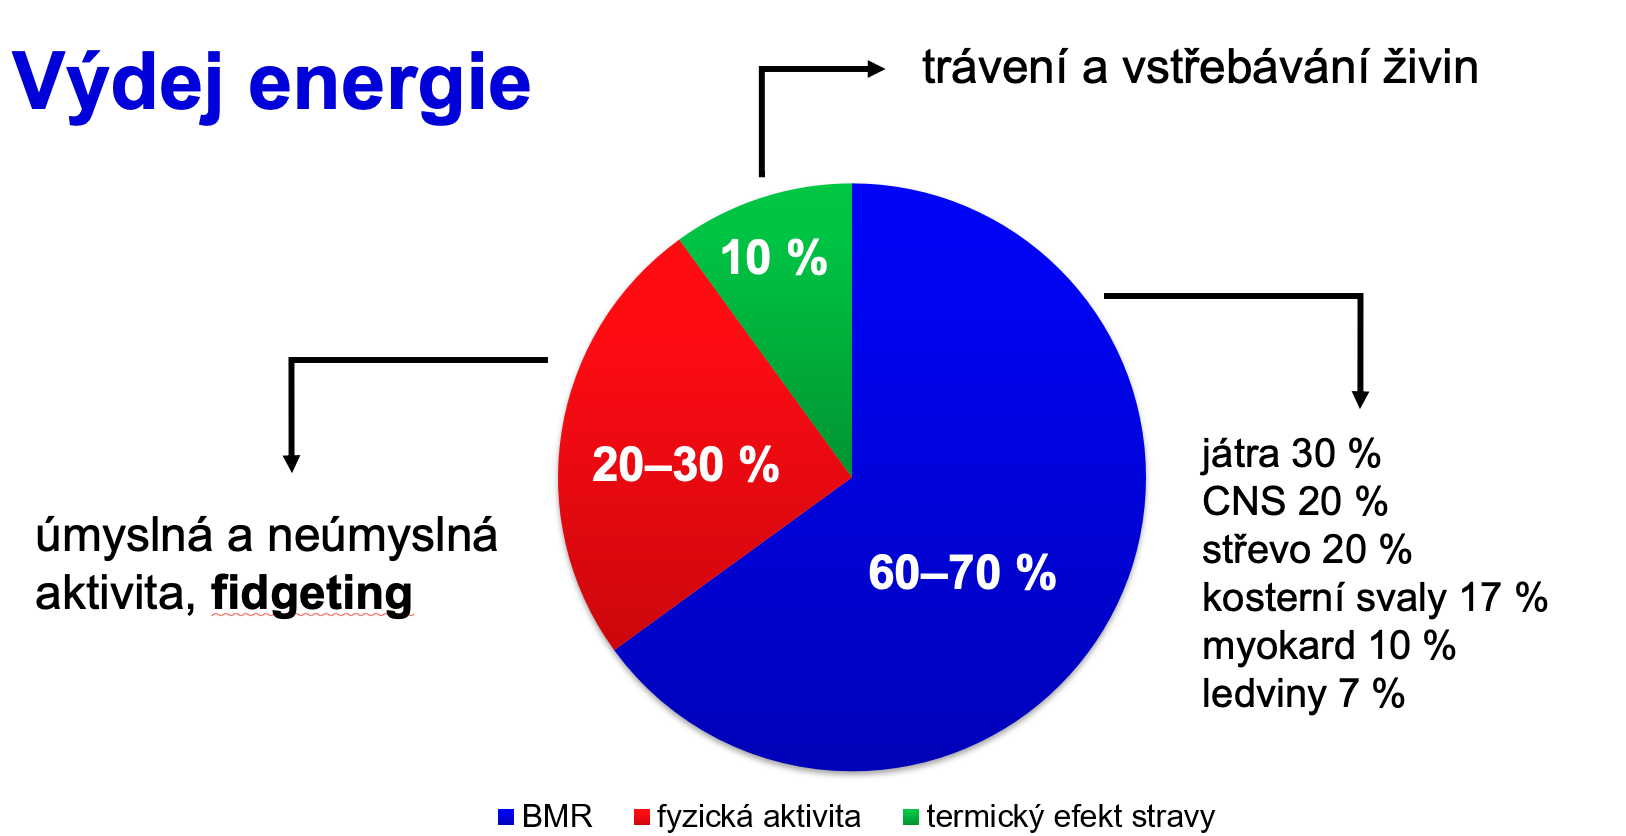 Výdej energie
trávení a vstřebávání živin
10 %
20–30 %
60–70 %
úmyslná a neúmyslná
aktivita, fidgeting
játra 30 %
CNS 20 %
střevo 20 %
kosterní svaly 17 %
myokard 10 %
ledviny 7 %
BMR fyzická aktivita termický efekt stravy